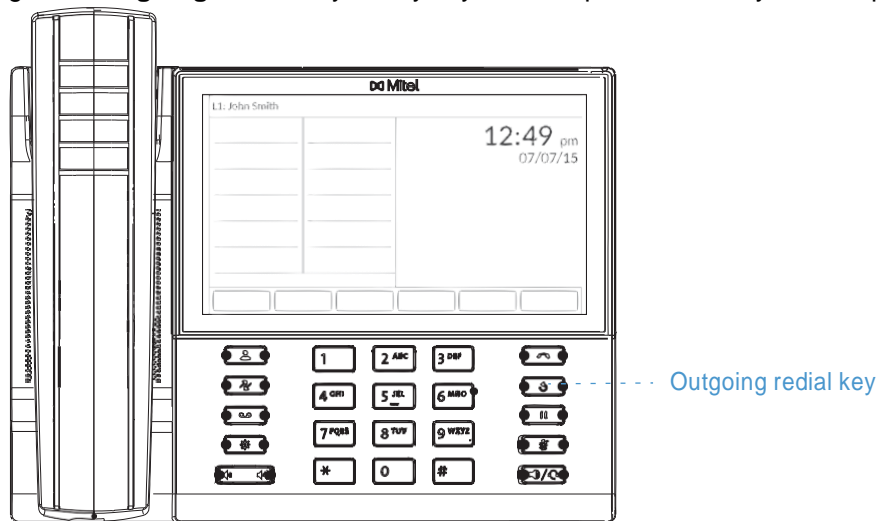 Mitel
L1: John Smith
12:49 pm
07/07/15
1
2 ABC
3 DEF
4 GHI
5 JKL
6 MNO
7 PQRS
8 TUV
9 WXYZ
*
0
#
Outgoing redial key